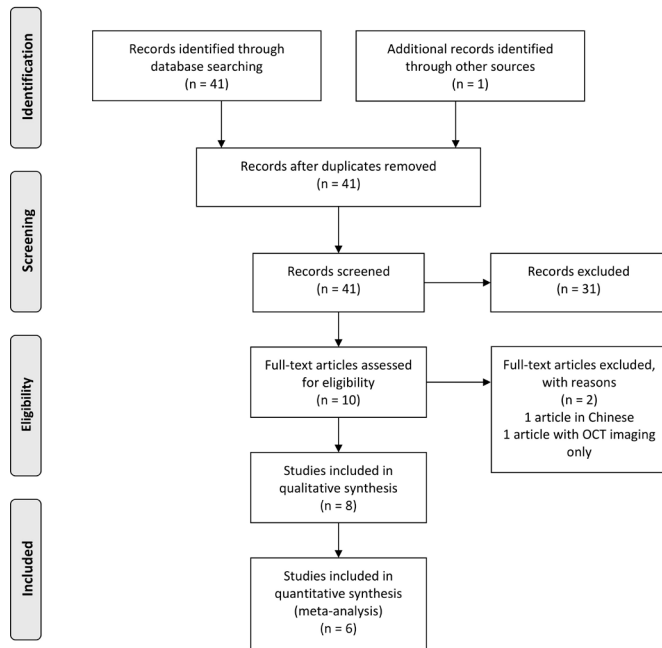 Identification
Records identified through
database searching
(n = 41)
Additional records identified
through other sources
(n = 1)
Records after duplicates removed
(n = 41)
Screening
Records screened
(n = 41)
Records excluded
(n = 31)
Eligibility
Full-text articles assessed
for eligibility
(n = 10)
Full-text articles excluded,
with reasons
(n = 2)
1 article in Chinese
1 article with OCT imaging
only
Studies included in
qualitative synthesis
(n = 8)
Included
Studies included in
quantitative synthesis
(meta-analysis)
(n = 6)